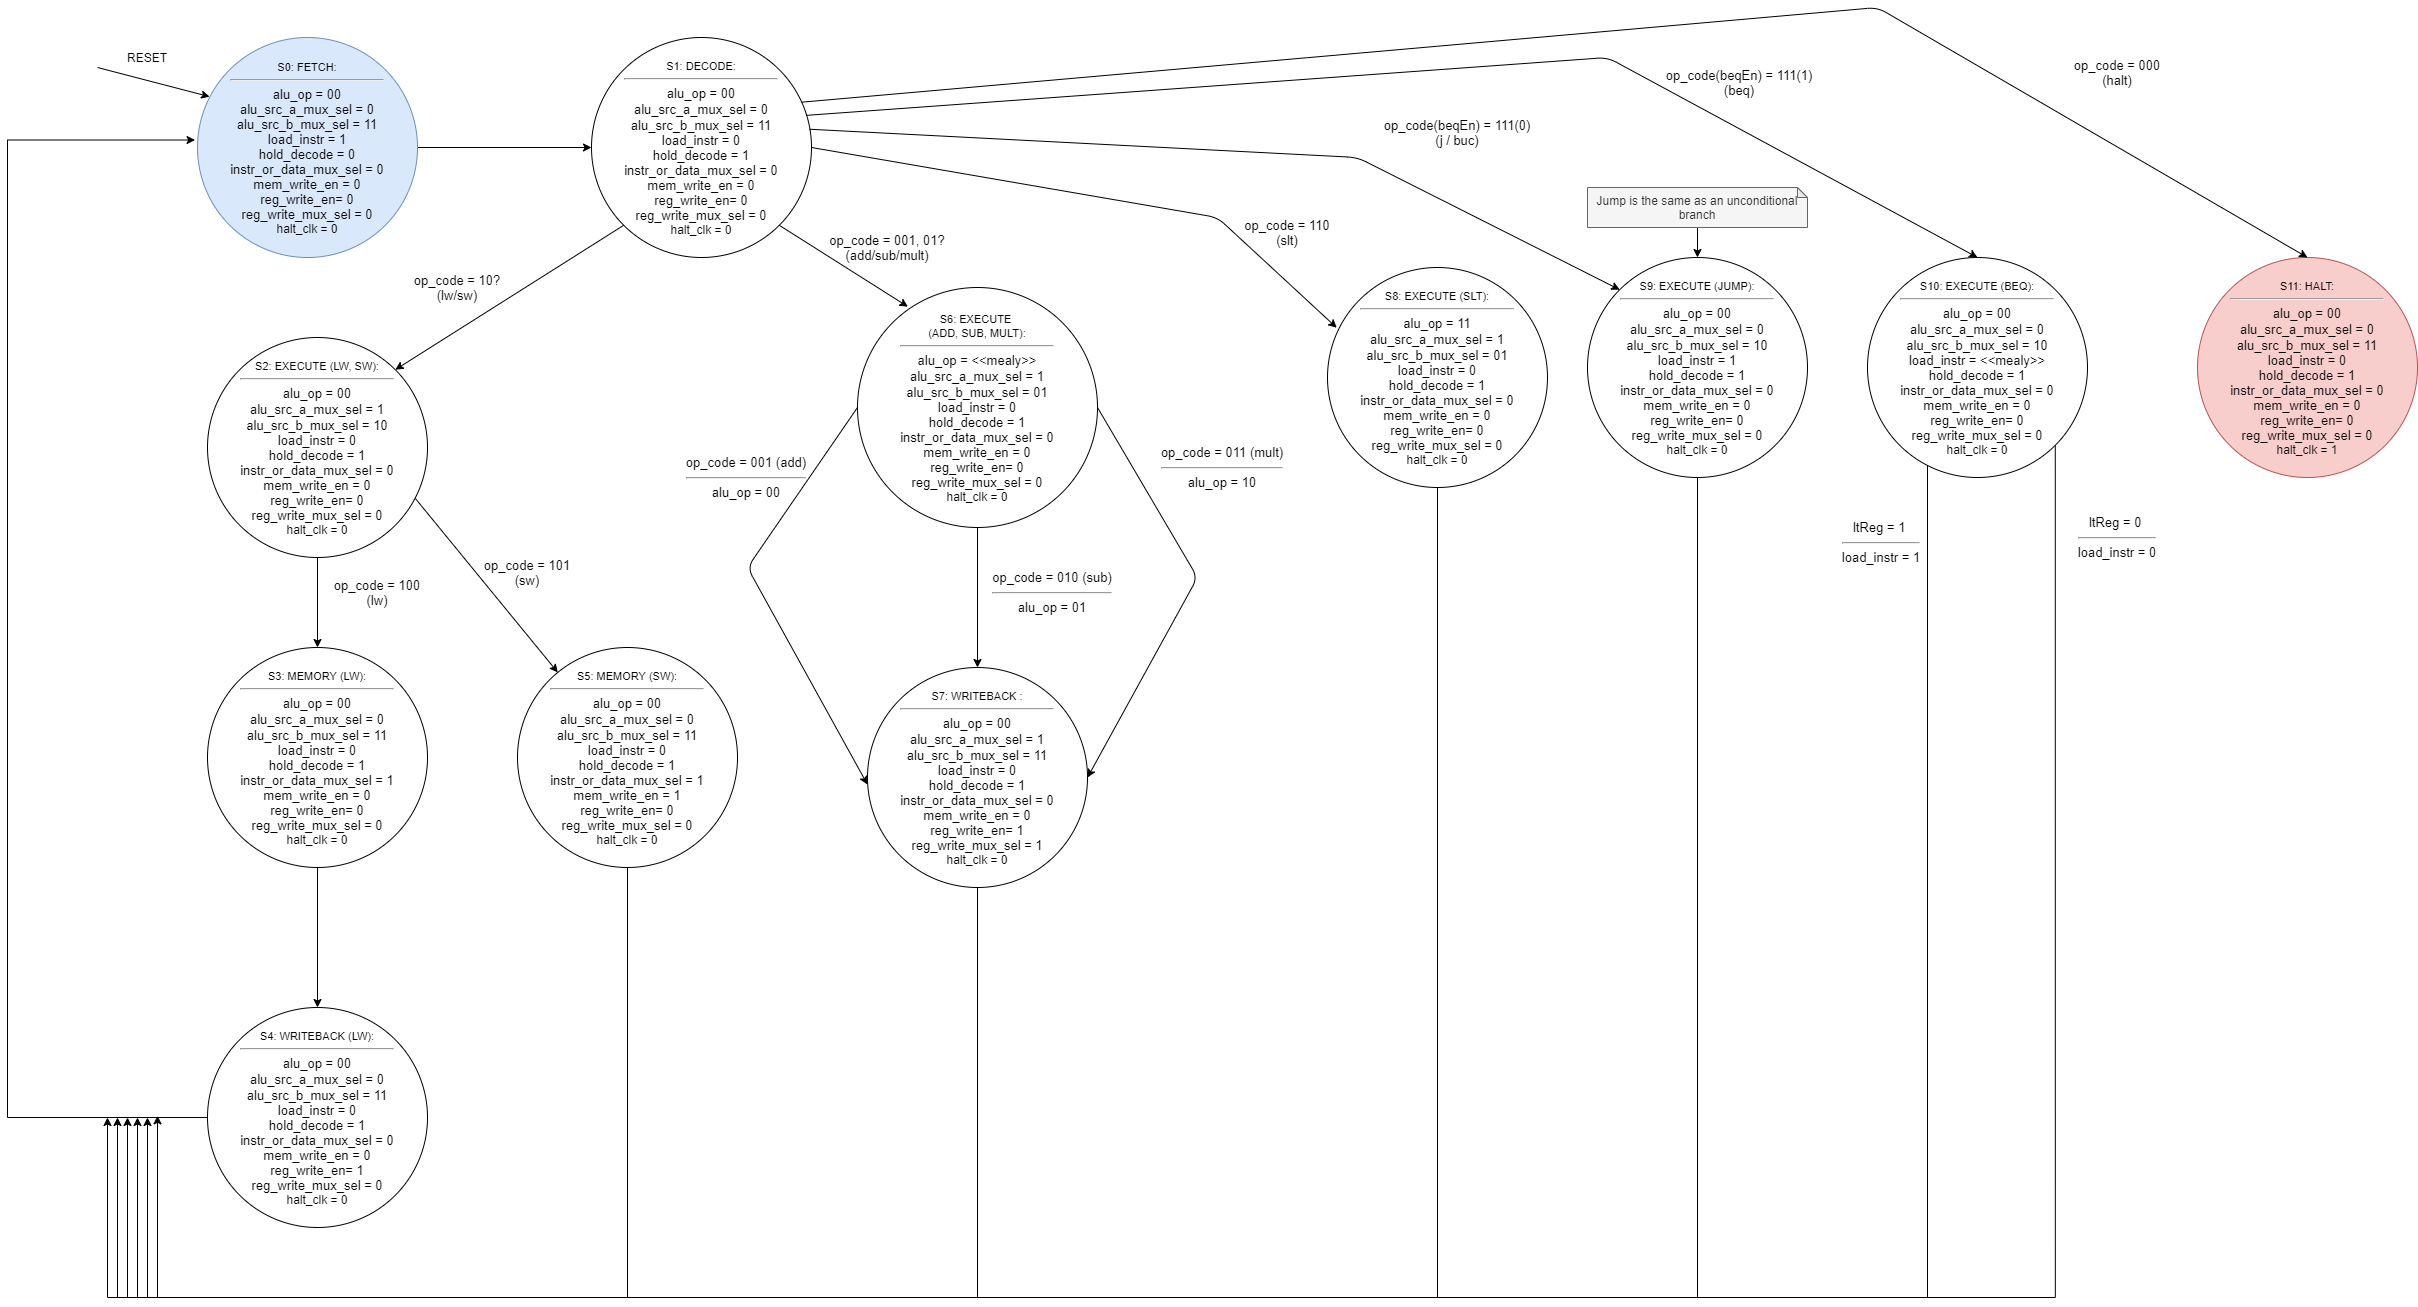 RESET
S0: FETCH:
alu_op = 00
alu_src_a_mux_sel = 0
alu_src_b_mux_sel = 11
load_instr = 1
hold_decode = 0
instr_or_data_mux_sel = 0
mem_write_en = 0
reg_write_en= 0
reg_write_mux_sel = 0
halt_clk = 0
S1: DECODE:
alu_op = 00
alu_src_a_mux_sel = 0
alu_src_b_mux_sel = 11
load_instr = 0
hold_decode = 1
instr_or_data_mux_sel = 0
mem_write_en = 0
reg_write_en= 0
reg_write_mux_sel = 0
halt_clk = 0
op_code = 000
(halt)
op_code(beqEn) = 111(1)
(beq)
op_code(beqEn) = 111(0)
(j / buc)
op_code = 110
(slt)
op_code = 001, 01?
(add/sub/mult)
op_code = 10?
(lw/sw)
Jump is the same as an unconditional
branch
S2: EXECUTE (LW, SW):
alu_op = 00
alu_src_a_mux_sel = 1
alu_src_b_mux_sel = 10
load_instr = 0
hold_decode = 1
instr_or_data_mux_sel = 0
mem_write_en = 0
reg_write_en= 0
reg_write_mux_sel = 0
halt_clk = 0
S6: EXECUTE
(ADD, SUB, MULT):
alu_op = <<mealy>>
alu_src_a_mux_sel = 1
alu_src_b_mux_sel = 01
load_instr = 0
hold_decode = 1
instr_or_data_mux_sel = 0
mem_write_en = 0
reg_write_en= 0
reg_write_mux_sel = 0
halt_clk = 0
S8: EXECUTE (SLT):
alu_op = 11
alu_src_a_mux_sel = 1
alu_src_b_mux_sel = 01
load_instr = 0
hold_decode = 1
instr_or_data_mux_sel = 0
mem_write_en = 0
reg_write_en= 0
reg_write_mux_sel = 0
halt_clk = 0
S9: EXECUTE (JUMP):
alu_op = 00
alu_src_a_mux_sel = 0
alu_src_b_mux_sel = 10
load_instr = 1
hold_decode = 1
instr_or_data_mux_sel = 0
mem_write_en = 0
reg_write_en= 0
reg_write_mux_sel = 0
halt_clk = 0
S10: EXECUTE (BEQ):
alu_op = 00
alu_src_a_mux_sel = 0
alu_src_b_mux_sel = 10
load_instr = <<mealy>>
hold_decode = 1
instr_or_data_mux_sel = 0
mem_write_en = 0
reg_write_en= 0
reg_write_mux_sel = 0
halt_clk = 0
S11: HALT:
alu_op = 00
alu_src_a_mux_sel = 0
alu_src_b_mux_sel = 11
load_instr = 0
hold_decode = 1
instr_or_data_mux_sel = 0
mem_write_en = 0
reg_write_en= 0
reg_write_mux_sel = 0
halt_clk = 1
op_code = 001 (add)
alu_op = 00
op_code = 011 (mult)
alu_op = 10
op_code = 010 (sub)
alu_op = 01
ltReg = 1
load_instr = 1
ltReg = 0
load_instr = 0
op_code = 100
(lw)
op_code = 101
(sw)
S3: MEMORY (LW):
alu_op = 00
alu_src_a_mux_sel = 0
alu_src_b_mux_sel = 11
load_instr = 0
hold_decode = 1
instr_or_data_mux_sel = 1
mem_write_en = 0
reg_write_en= 0
reg_write_mux_sel = 0
halt_clk = 0
S5: MEMORY (SW):
alu_op = 00
alu_src_a_mux_sel = 0
alu_src_b_mux_sel = 11
load_instr = 0
hold_decode = 1
instr_or_data_mux_sel = 1
mem_write_en = 1
reg_write_en= 0
reg_write_mux_sel = 0
halt_clk = 0
S7: WRITEBACK :
alu_op = 00
alu_src_a_mux_sel = 1
alu_src_b_mux_sel = 11
load_instr = 0
hold_decode = 1
instr_or_data_mux_sel = 0
mem_write_en = 0
reg_write_en= 1
reg_write_mux_sel = 1
halt_clk = 0
S4: WRITEBACK (LW):
alu_op = 00
alu_src_a_mux_sel = 0
alu_src_b_mux_sel = 11
load_instr = 0
hold_decode = 1
instr_or_data_mux_sel = 0
mem_write_en = 0
reg_write_en= 1
reg_write_mux_sel = 0
halt_clk = 0